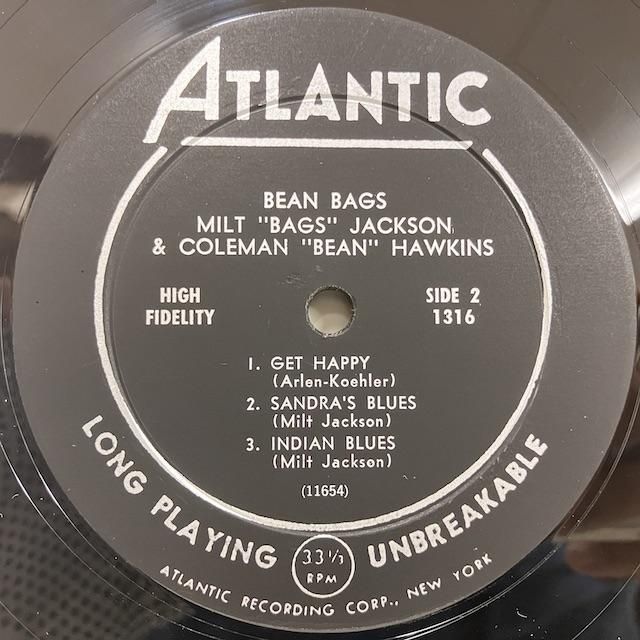 ATLANTIC
BEAN BAGS
MILT "BAGS" JACKSON
& COLEMAN "BEAN" HAWKINS
HIGH
FIDELITY
SIDE 2
1316
1. GET HAPPY
(Arlen-Koehler)
2. SANDRA'S BLUES
(Milt Jackson)
3. INDIAN BLUES
(Milt Jackson)
(11654)
LONG PLAYING
33 1/3
RPM
UNBREAKABLE
ATLANTIC RECORDING CORP., NEW YORK